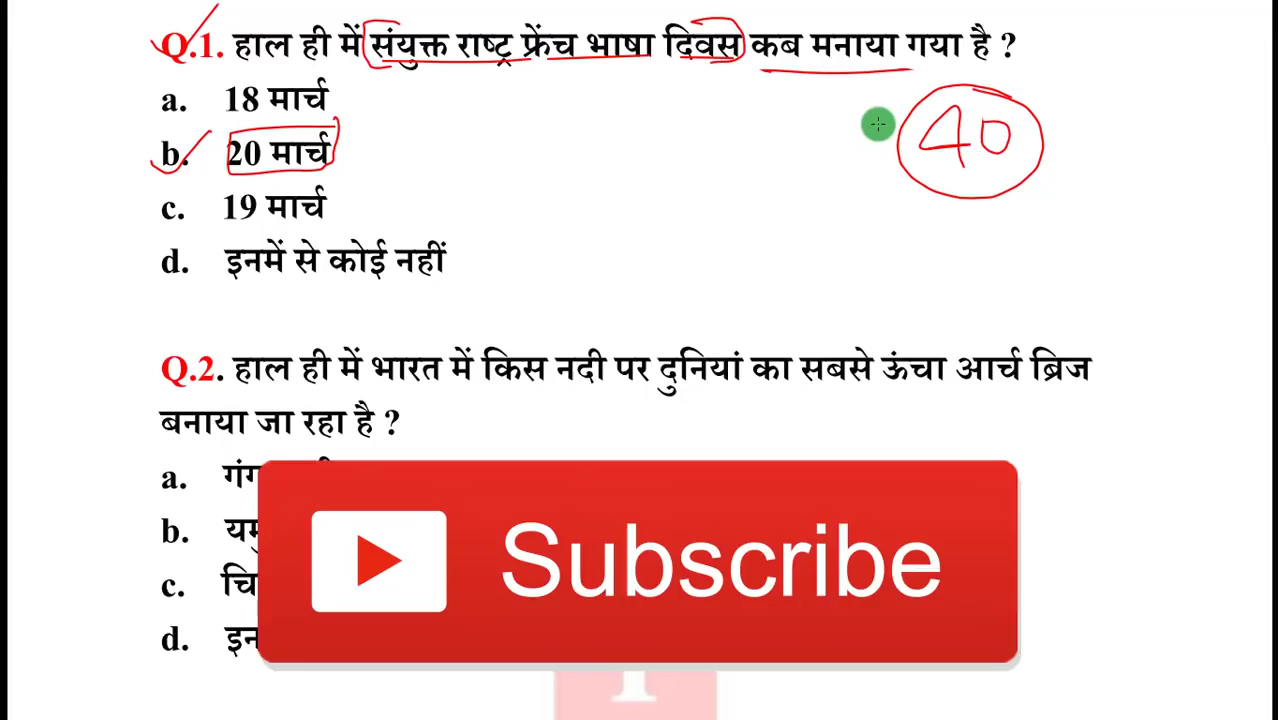 Q.1. हाल ही में संयुक्त राष्ट्र फ्रेंच भाषा दिवस कब मनाया गया है ?
a. 18 मार्च
40
b. 20 मार्च
c. 19 मार्च
d. इनमें से कोई नहीं
Q.2. हाल ही में भारत में किस नदी पर दुनियां का सबसे ऊंचा आर्च ब्रिज
बनाया जा रहा है ?
a.
b.
c.
d.
Subscribe